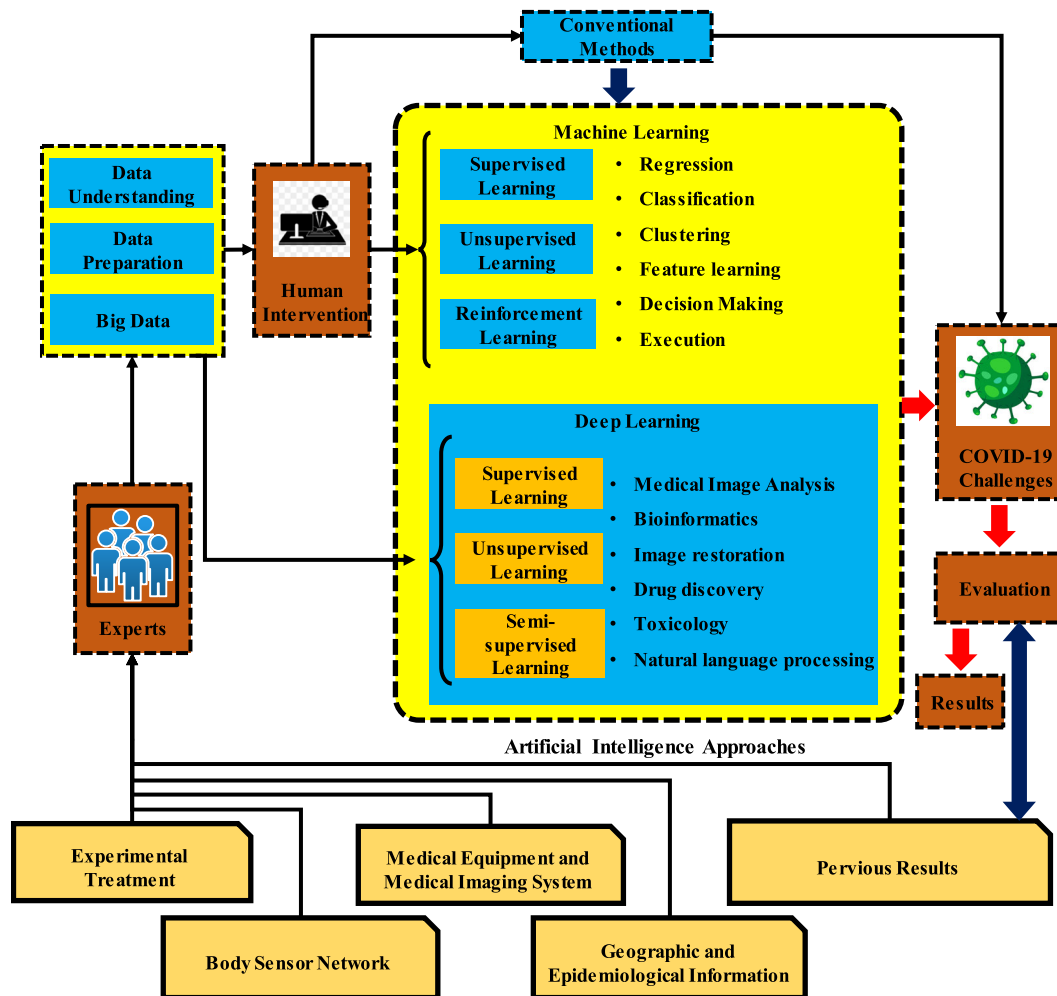 Conventional
Methods
Machine Learning
Supervised
Learning
Unsupervised
Learning
Reinforcement
Learning
• Regression
• Classification
• Clustering
• Feature learning
• Decision Making
• Execution
Data
Understanding
Data
Preparation
Big Data
Human
Intervention
Deep Learning
Supervised
Learning
Unsupervised
Learning
Semi-
supervised
Learning
• Medical Image Analysis
• Bioinformatics
• Image restoration
• Drug discovery
• Toxicology
• Natural language processing
COVID-19
Challenges
Evaluation
Results
Experts
Artificial Intelligence Approaches
Experimental
Treatment
Medical Equipment and
Medical Imaging System
Pervious Results
Body Sensor Network
Geographic and
Epidemiological Information